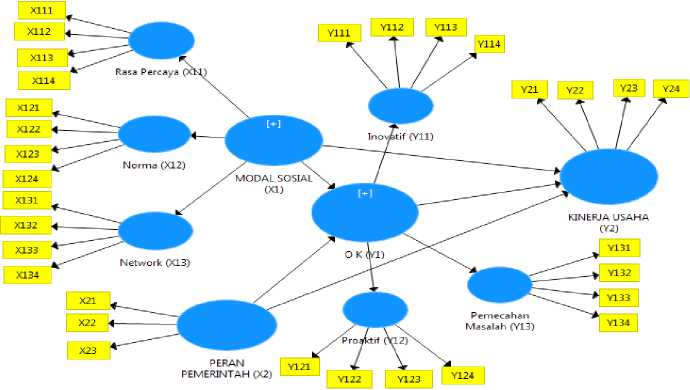 X111
X112
X113
X114
Rasa Percaya (X11)
X121
X122
X123
X124
Norma (X12)
X131
X132
X133
X134
Network (X13)
[+]
MODAL SOSIAL
(X1)
X21
X22
X23
PERAN
PEMERINTAH (X2)
Y111
Y112
Y113
Y114
Inovatif (Y11)
[+]
O K (Y1)
Y121
Y122
Y123
Y124
Proaktif (Y12)
Y131
Y132
Y133
Y134
Pemecahan
Masalah (Y13)
Y21
Y22
Y23
Y24
KINERJA USAHA
(Y2)